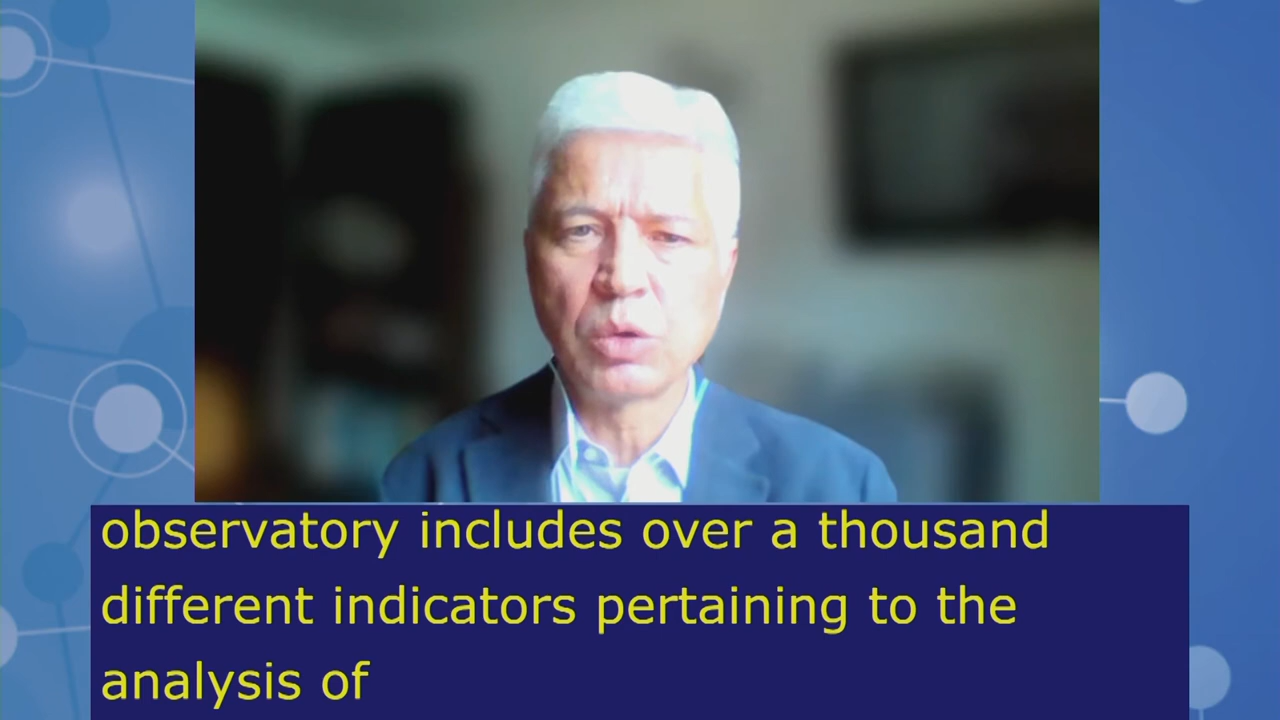 observatory includes over a thousand
different indicators pertaining to the
analysis of